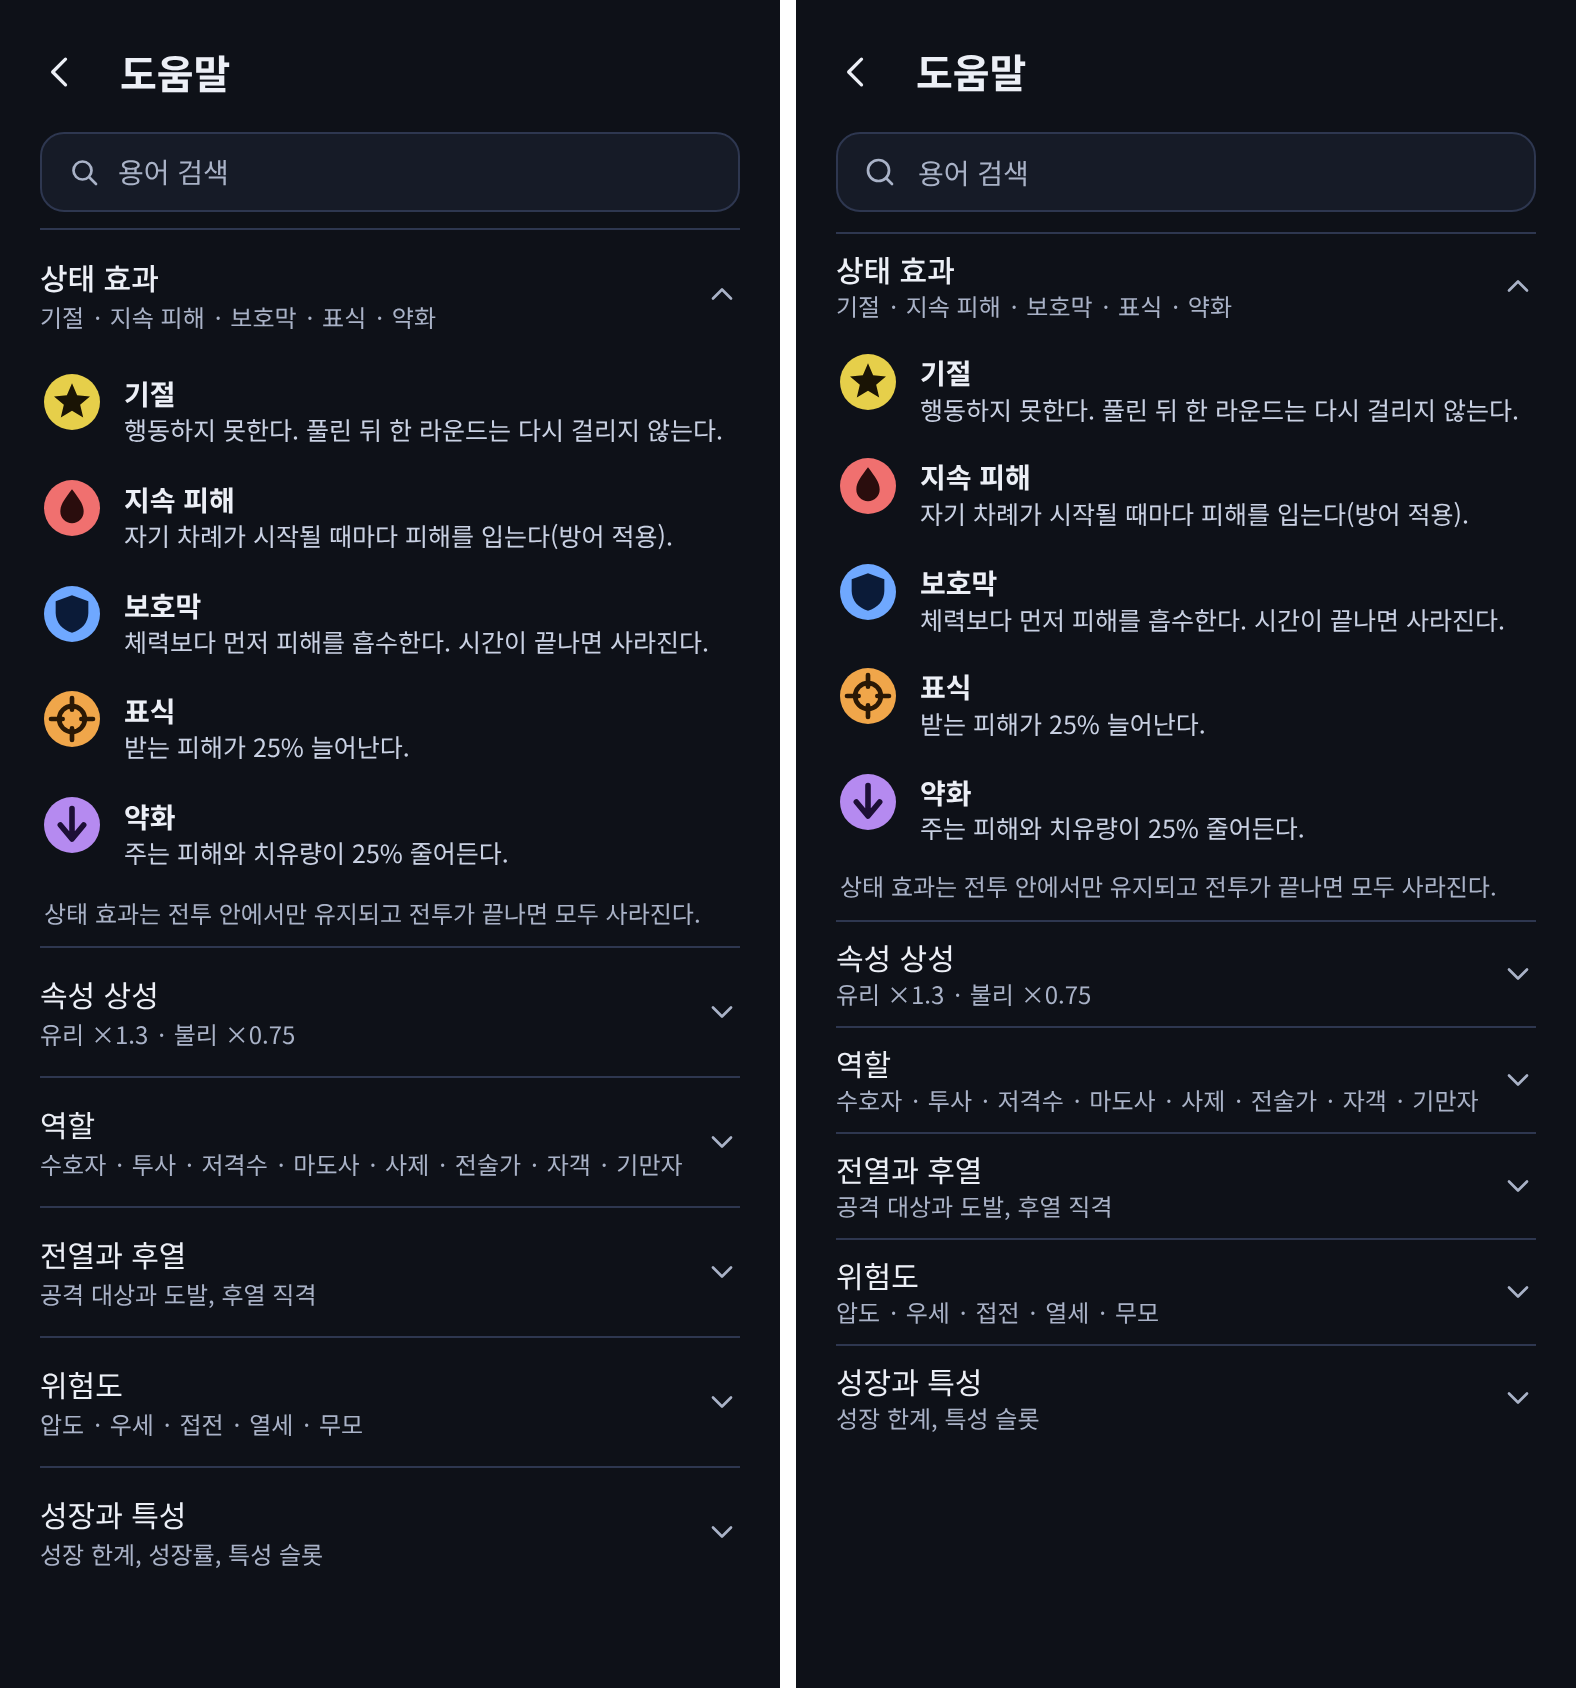 도움말
용어 검색
상태 효과
기절 · 지속 피해 · 보호막 · 표식 · 약화
기절
행동하지 못한다. 풀린 뒤 한 라운드는 다시 걸리지 않는다.
지속 피해
자기 차례가 시작될 때마다 피해를 입는다(방어 적용).
보호막
체력보다 먼저 피해를 흡수한다. 시간이 끝나면 사라진다.
표식
받는 피해가 25% 늘어난다.
약화
주는 피해와 치유량이 25% 줄어든다.
상태 효과는 전투 안에서만 유지되고 전투가 끝나면 모두 사라진다.
속성 상성
유리 ×1.3 · 불리 ×0.75
역할
수호자 · 투사 · 저격수 · 마도사 · 사제 · 전술가 · 자객 · 기만자
전열과 후열
공격 대상과 도발, 후열 직격
위험도
압도 · 우세 · 접전 · 열세 · 무모
성장과 특성
성장 한계, 성장률, 특성 슬롯
도움말
용어 검색
상태 효과
기절 · 지속 피해 · 보호막 · 표식 · 약화
기절
행동하지 못한다. 풀린 뒤 한 라운드는 다시 걸리지 않는다.
지속 피해
자기 차례가 시작될 때마다 피해를 입는다(방어 적용).
보호막
체력보다 먼저 피해를 흡수한다. 시간이 끝나면 사라진다.
표식
받는 피해가 25% 늘어난다.
약화
주는 피해와 치유량이 25% 줄어든다.
상태 효과는 전투 안에서만 유지되고 전투가 끝나면 모두 사라진다.
속성 상성
유리 ×1.3 · 불리 ×0.75
역할
수호자 · 투사 · 저격수 · 마도사 · 사제 · 전술가 · 자객 · 기만자
전열과 후열
공격 대상과 도발, 후열 직격
위험도
압도 · 우세 · 접전 · 열세 · 무모
성장과 특성
성장 한계, 특성 슬롯